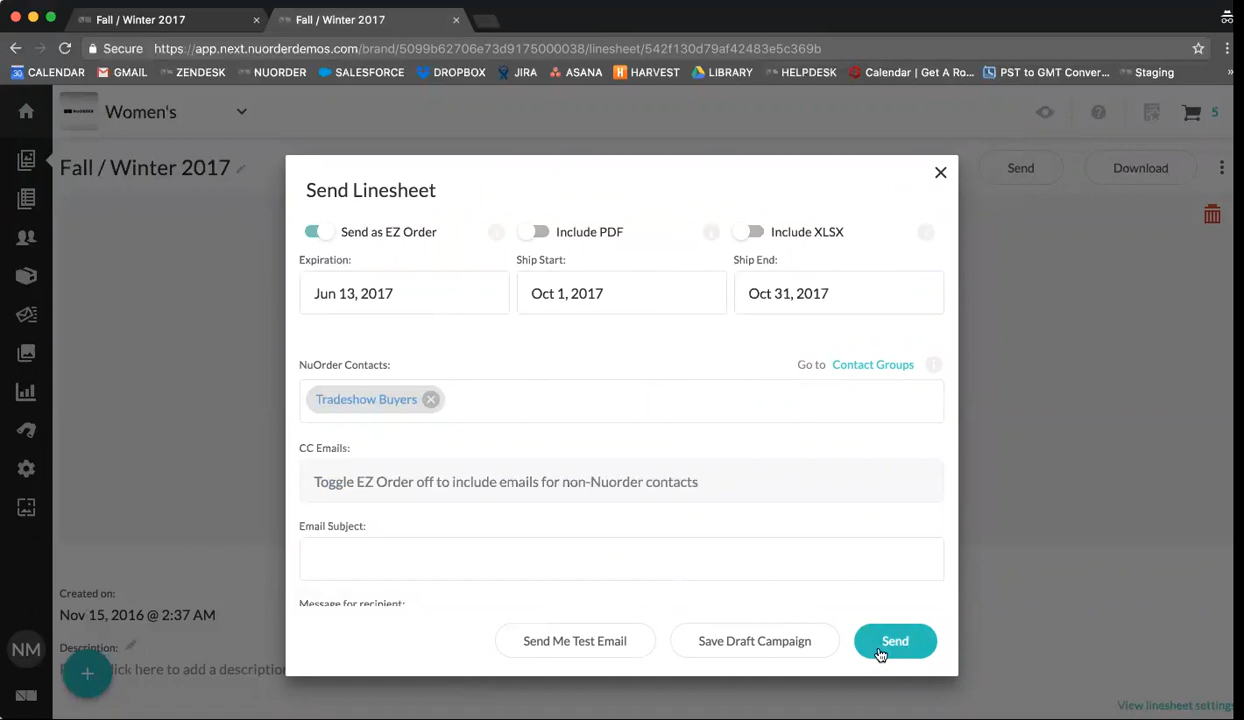 Fall / Winter 2017
Fall / Winter 2017
Secure https://app.next.nuorderdemos.com/brand/5099b62706e73d9175000038/linesheet/542f130d79af42483e5c369b
CALENDAR GMAIL ZENDESK NUORDER SALESFORCE DROPBOX JIRA ASANA HARVEST LIBRARY HELPDESK Calendar | Get A Ro... PST to GMT Conver... Staging »
Women's
5
Fall / Winter 2017
Send
Download
Send Linesheet
Send as EZ Order
Include PDF
Include XLSX
Expiration:
Ship Start:
Ship End:
Jun 13, 2017
Oct 1, 2017
Oct 31, 2017
NuOrder Contacts:
Go to Contact Groups
Tradeshow Buyers
CC Emails:
Toggle EZ Order off to include emails for non-Nuorder contacts
Email Subject:
Message for recipient:
Send Me Test Email
Save Draft Campaign
Send
Created on:
Nov 15, 2016 @ 2:37 AM
Description:
click here to add a description
NM
View linesheet settings